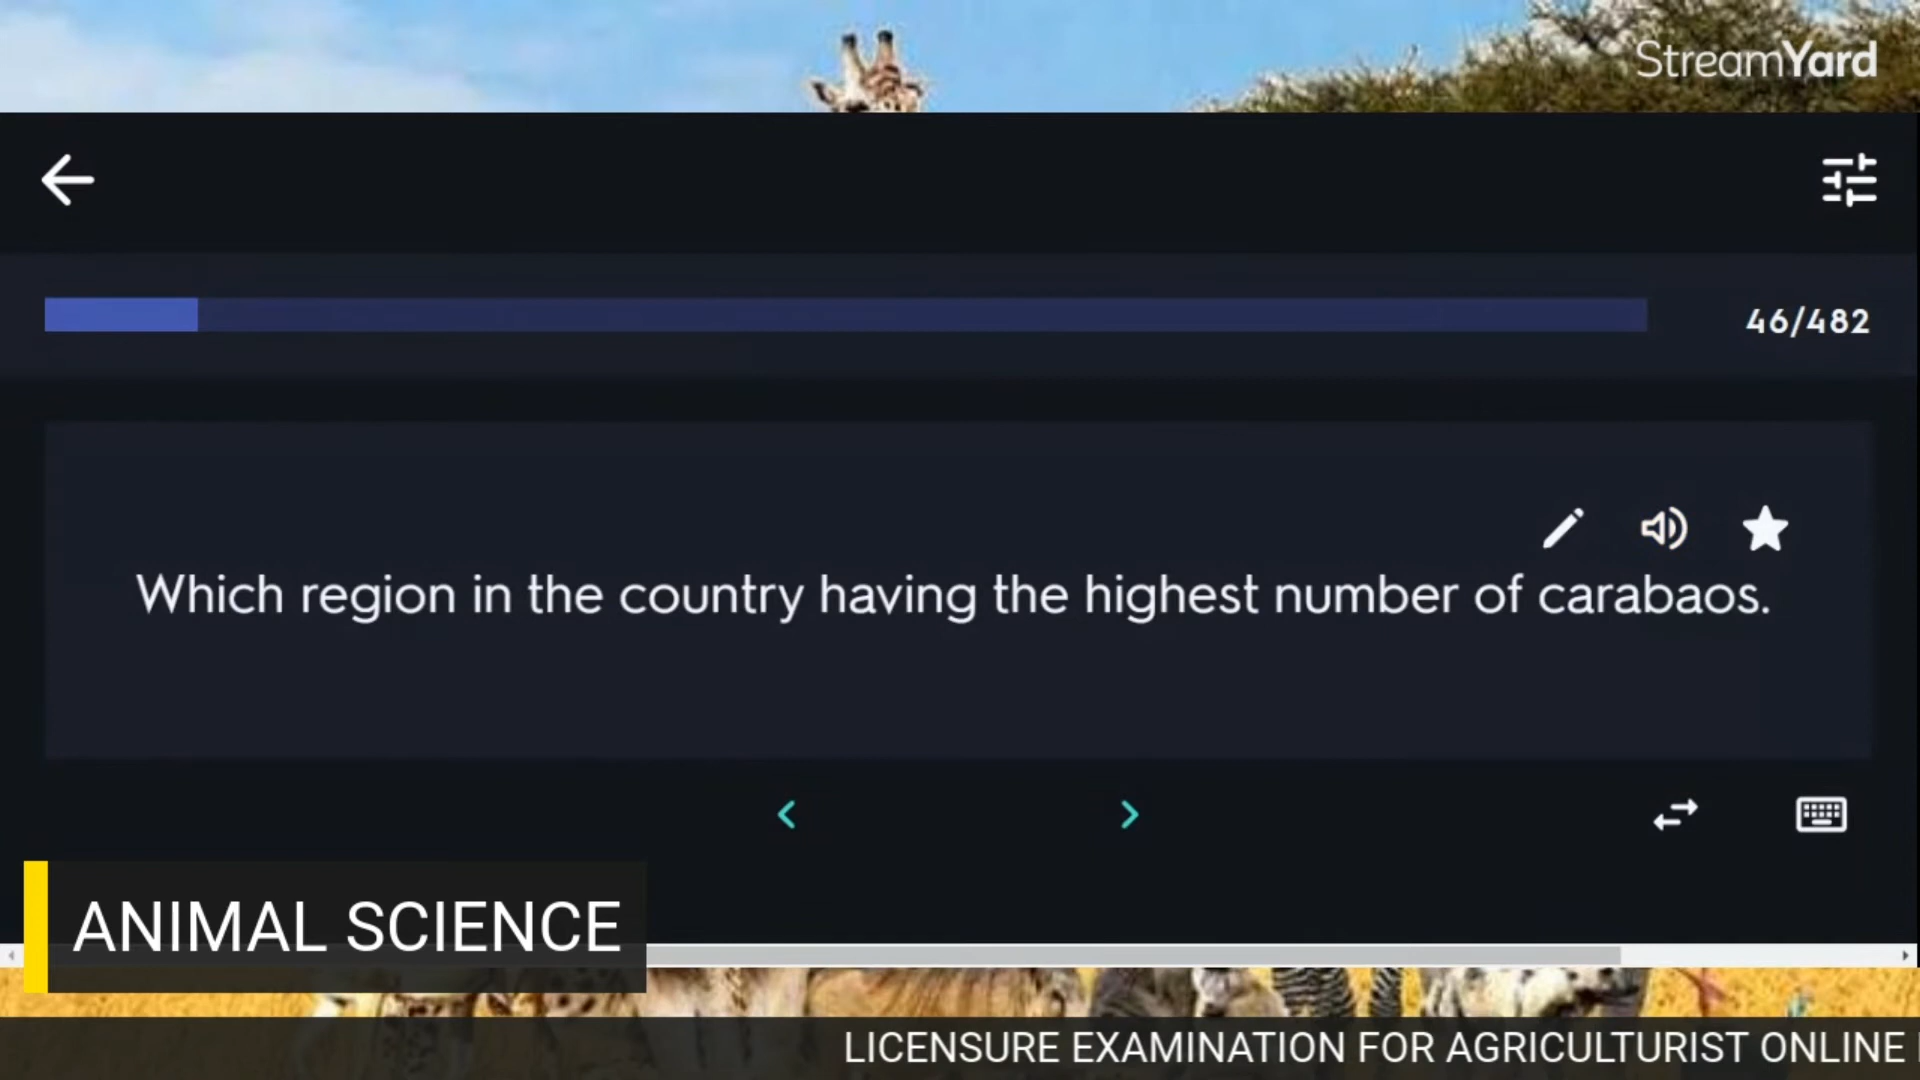 StreamYard
46/482
Which region in the country having the highest number of carabaos.
ANIMAL SCIENCE
LICENSURE EXAMINATION FOR AGRICULTURIST ONLINE